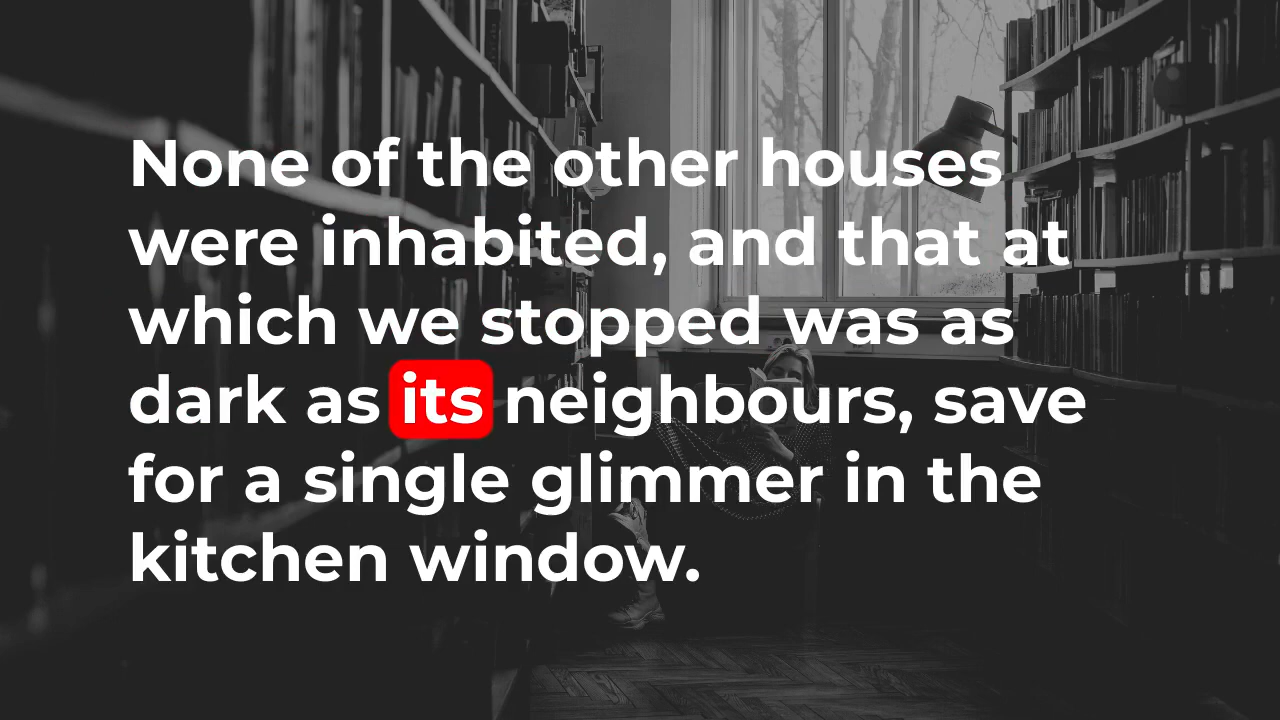 None of the other houses
were inhabited, and that at
which we stopped was as
dark as its neighbours, save
for a single glimmer in the
kitchen window.